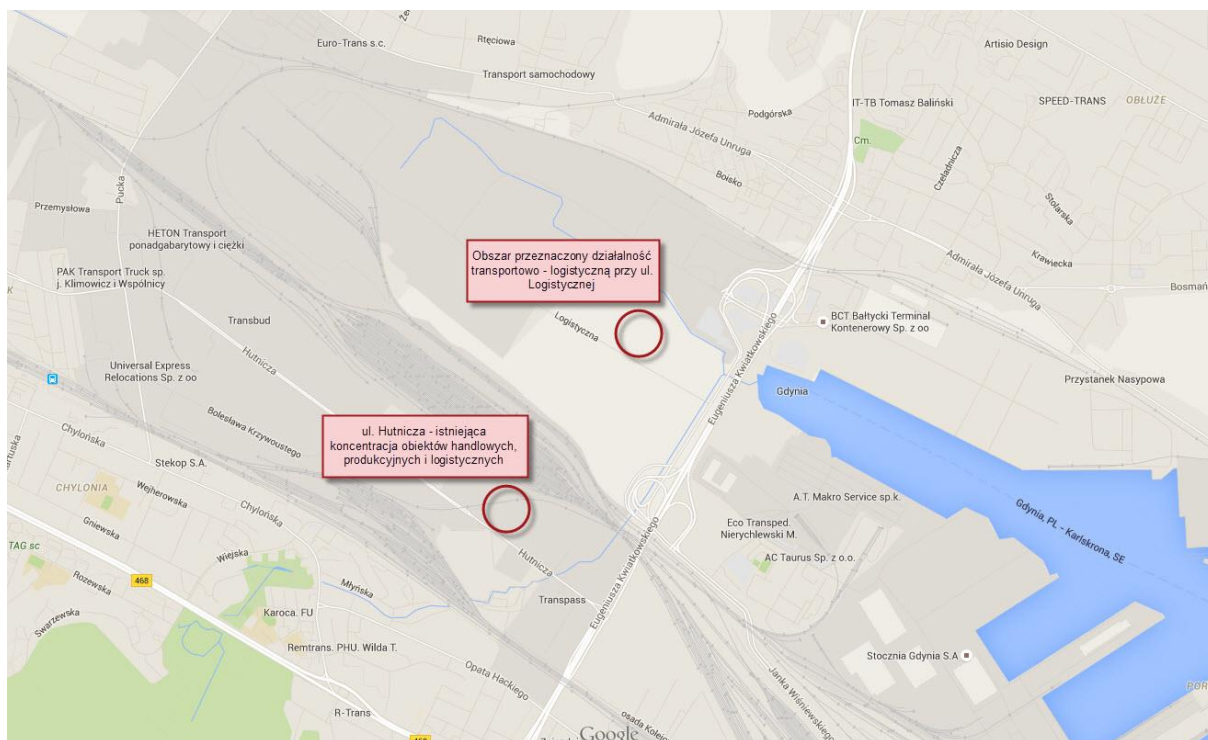 Euro-Trans s.c.
Rtęciowa
Artisio Design
Transport samochodowy
IT-TB Tomasz Baliński
SPEED-TRANS
OBŁUŻE
Podgórska
Admirała Józefa Unruga
Cm.
Boisko
Czeladnicza
Stolarska
Pucka
Przemysłowa
HETON Transport
ponadgabarytowy i ciężki
Obszar przeznaczony działalność
transportowo - logistyczną przy ul.
Logistycznej
Krawiecka
Admirała Józefa Unruga
Bosmań
PAK Transport Truck sp.
j. Klimowicz i Wspólnicy
K
Transbud
Logistyczna
BCT Bałtycki Terminal
Kontenerowy Sp. z oo
Hutnicza
Eugeniusza Kwiatkowskiego
Universal Express
Relocations Sp. z oo
Przystanek Nasypowa
Gdynia
Bolesława Krzywoustego
ul. Hutnicza - istniejąca
koncentracja obiektów handlowych,
produkcyjnych i logistycznych
Chylońska
Stekop S.A.
CHYLONIA
Wejherowska
Chylońska
A.T. Makro Service sp.k.
Gdynia, PL - Karlskrona, SE
Gniewska
Eco Transped.
Nierychlewski M.
TAG sc
Wiejska
Hutnicza
AC Taurus Sp. z o.o.
Rozewska
468
Młyńska
Eugeniusza Kwiatkowskiego
Transpass
Karoca. FU
Swarzewska
Remtrans. PHU. Wilda T.
Stocznia Gdynia S.A
Opata Hackiego
Janka Wiśniewskiego
POR
R-Trans
osada Kolejo
Google